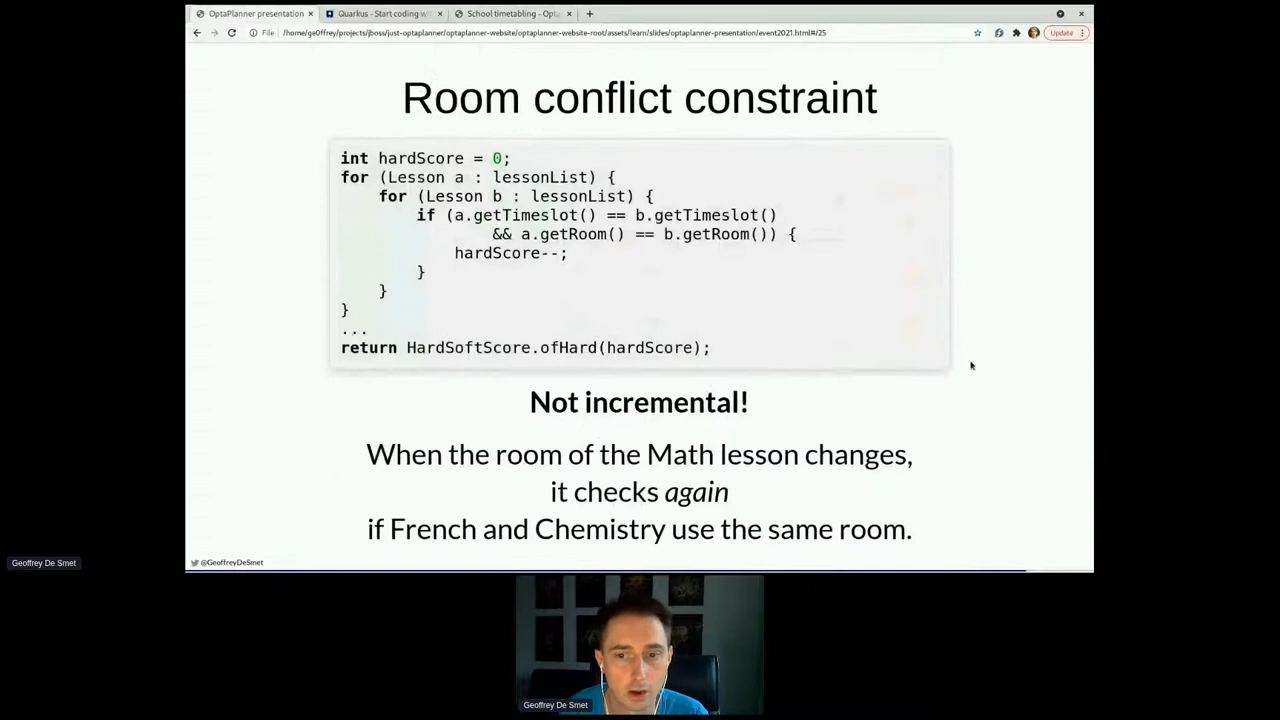 OptaPlanner presentation
Quarkus - Start coding wi
School timetabling - Opt
File
/home/ge0ffrey/projects/jboss/just-optaplanner/optaplanner-website/optaplanner-website-root/assets/learn/slides/optaplanner-presentation/event2021.html#/25
Update
Room conflict constraint
int hardScore = 0;
for (Lesson a : lessonList) {
for (Lesson b : lessonList) {
if (a.getTimeslot() == b.getTimeslot()
&& a.getRoom() == b.getRoom()) {
hardScore--;
}
}
}
...
return HardSoftScore.ofHard(hardScore);
Not incremental!
When the room of the Math lesson changes,
it checks again
if French and Chemistry use the same room.
@GeoffreyDeSmet
Geoffrey De Smet
Geoffrey De Smet